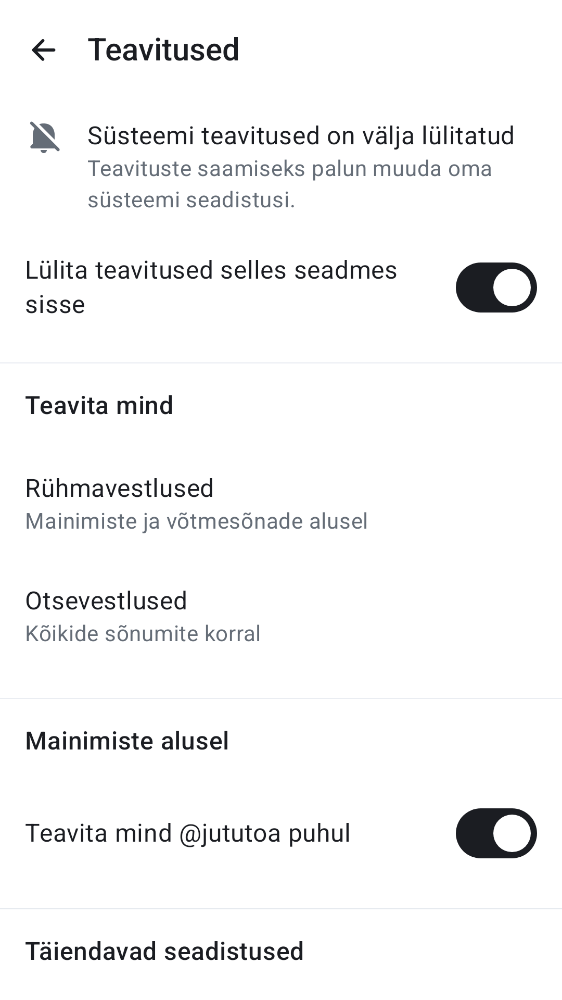 Teavitused
Süsteemi teavitused on välja lülitatud
Teavituste saamiseks palun muuda oma
süsteemi seadistusi.
Lülita teavitused selles seadmes
sisse
Teavita mind
Rühmavestlused
Mainimiste ja võtmesõnade alusel
Otsevestlused
Kõikide sõnumite korral
Mainimiste alusel
Teavita mind @jututoa puhul
Täiendavad seadistused